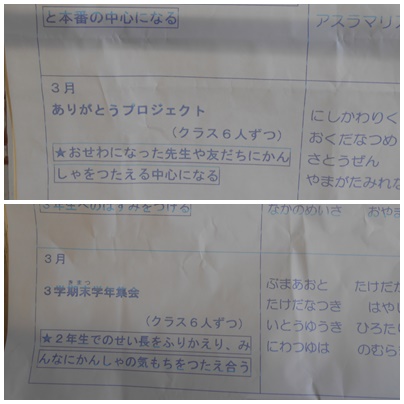 と本番の中心になる
アスラマリス
3月
ありがとうプロジェクト
(クラス6人ずつ)
★おせわになった先生や友だちにかん
しゃをつたえる中心になる
にしかわりく
おくだなつめ
さとうぜん
やまがたみれな
3年生へのはずみをつける
なかのめいさ おやま
3月
3学期末学年集会
(クラス6人ずつ)
★2年生でのせい長をふりかえり、み
んなにかんしゃの気もちをつたえ合う
ぶまあおと たけだか
たけだなつき はやし
いとうゆうき ひろた
にわつゆは のむら